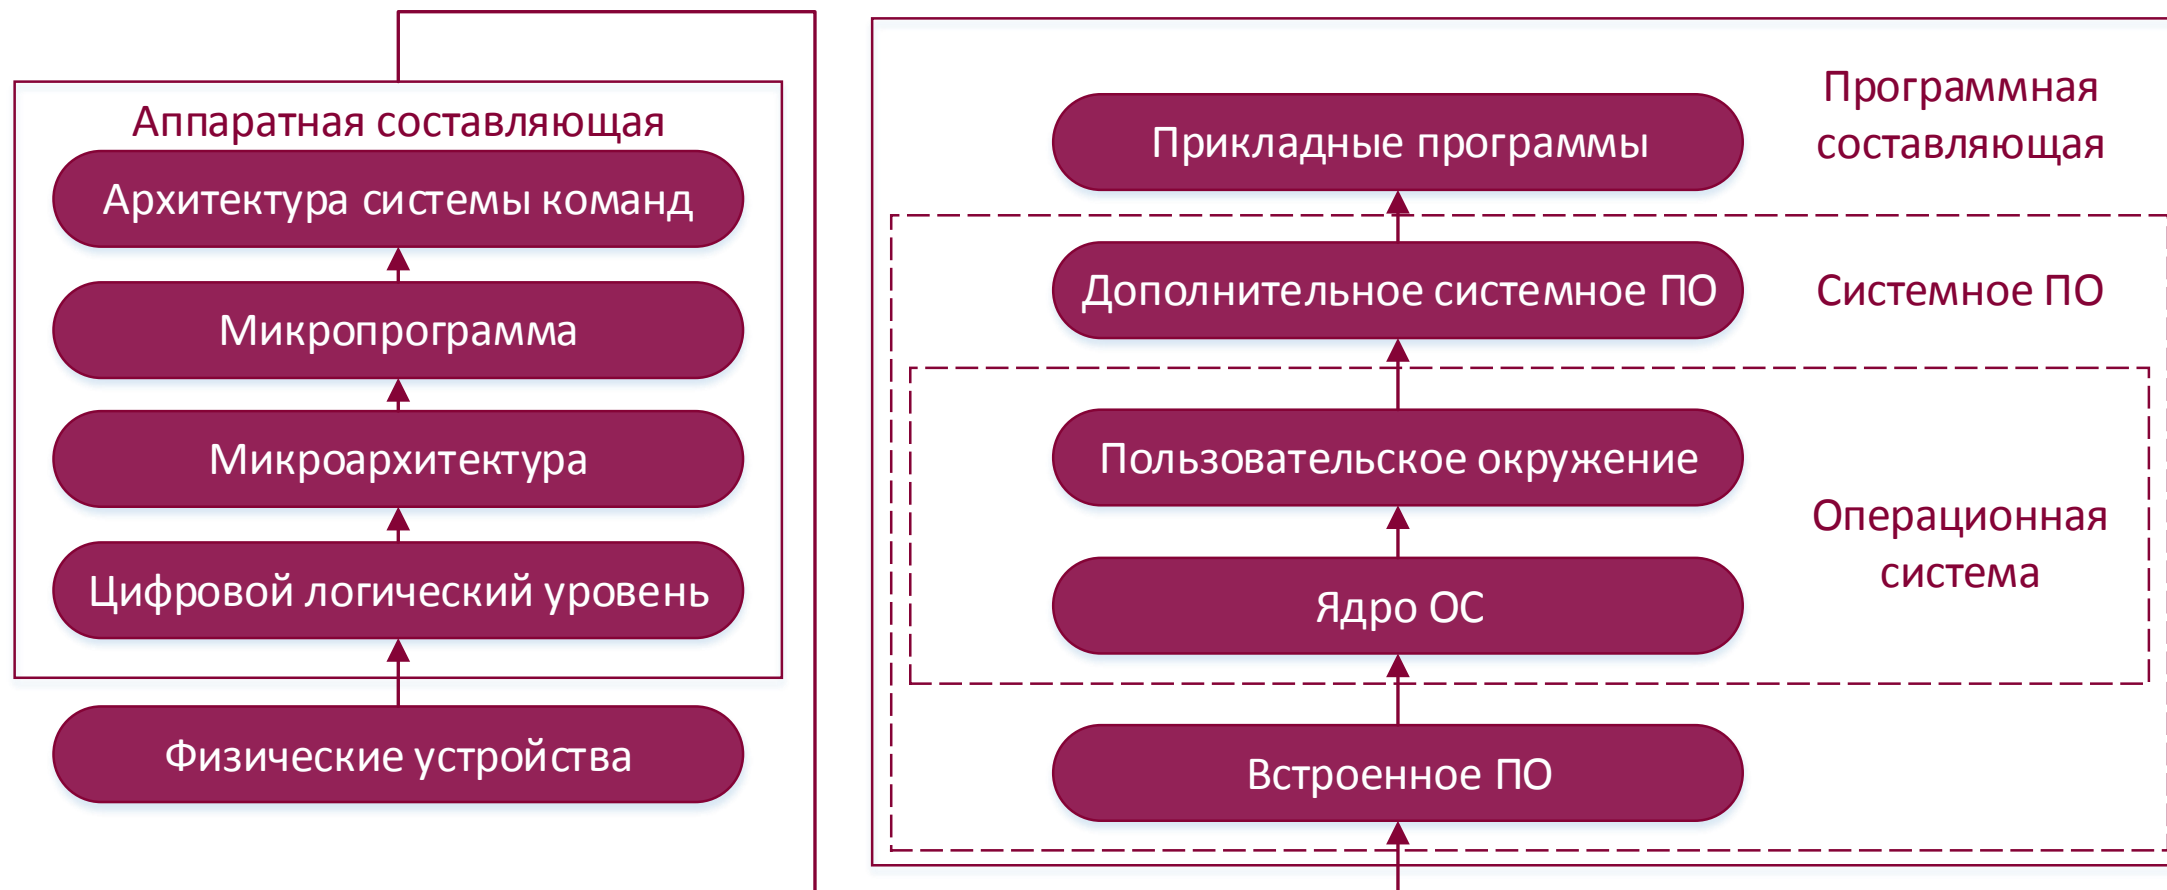 Аппаратная составляющая
Архитектура системы команд
Микропрограмма
Микроархитектура
Цифровой логический уровень
Физические устройства
Программная
составляющая
Прикладные программы
Дополнительное системное ПО
Системное ПО
Пользовательское окружение
Операционная
система
Ядро ОС
Встроенное ПО